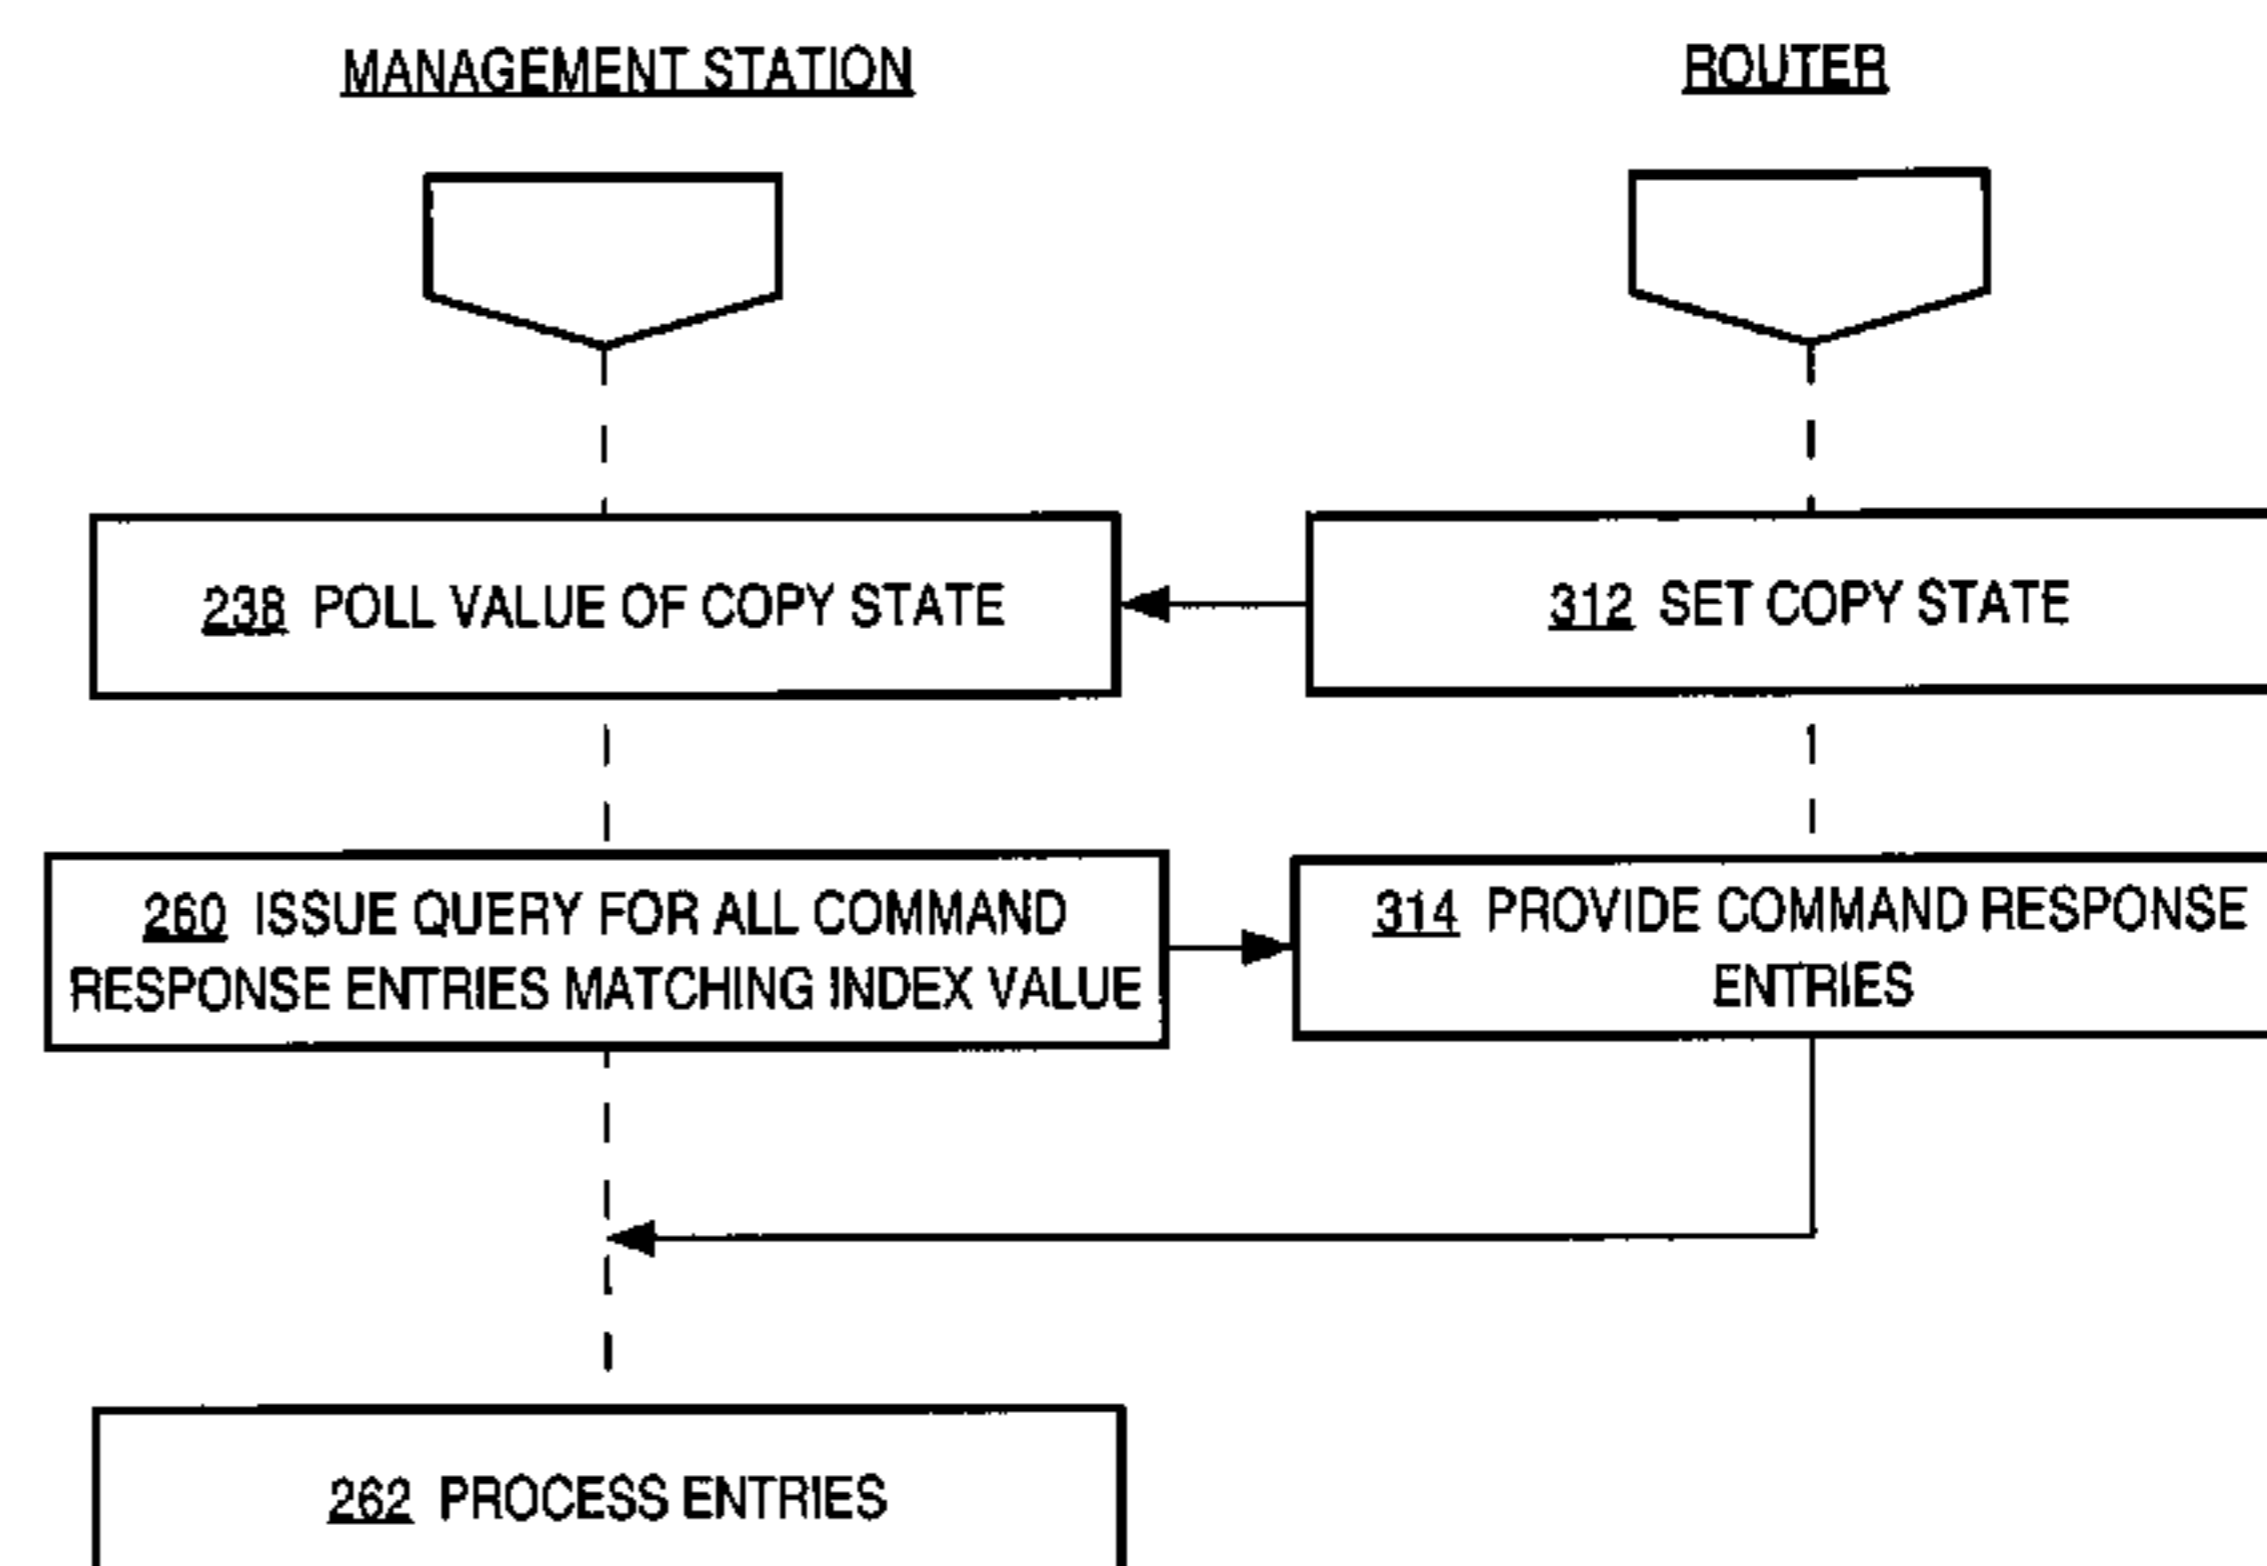 MANAGEMENT STATION
ROUTER
238 POLL VALUE OF COPY STATE
312 SET COPY STATE
260 ISSUE QUERY FOR ALL COMMAND
RESPONSE ENTRIES MATCHING INDEX VALUE
314 PROVIDE COMMAND RESPONSE
ENTRIES
262 PROCESS ENTRIES